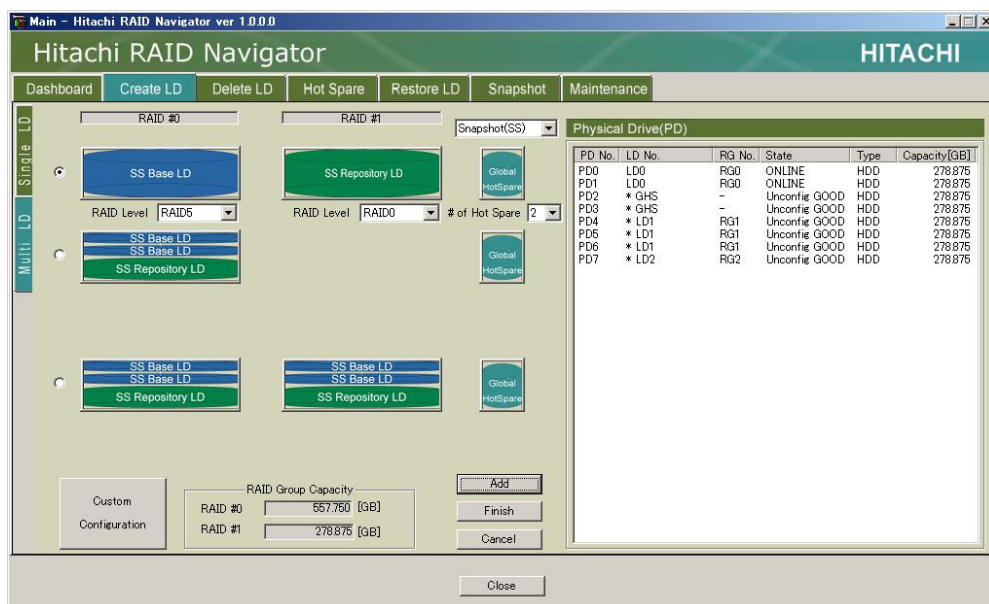 Main - Hitachi RAID Navigator ver 1.0.0.0
Hitachi RAID Navigator HITACHI
Dashboard Create LD Delete LD Hot Spare Restore LD Snapshot Maintenance
Single LD
Multi LD
RAID #0 RAID #1 Snapshot(SS)
SS Base LD SS Repository LD Global HotSpare
RAID Level RAID5 RAID Level RAID0 # of Hot Spare 2
SS Base LD
SS Base LD
SS Repository LD
Global
HotSpare
SS Base LD SS Base LD
SS Base LD SS Base LD
SS Repository LD SS Repository LD
Global
HotSpare
Custom
Configuration
RAID Group Capacity
RAID #0 557.750 [GB]
RAID #1 278.875 [GB]
Add
Finish
Cancel
Physical Drive(PD)
PD No. LD No. RG No. State Type Capacity[GB]
PD0 LD0 RG0 ONLINE HDD 278.875
PD1 LD0 RG0 ONLINE HDD 278.875
PD2 * GHS - Unconfig GOOD HDD 278.875
PD3 * GHS - Unconfig GOOD HDD 278.875
PD4 * LD1 RG1 Unconfig GOOD HDD 278.875
PD5 * LD1 RG1 Unconfig GOOD HDD 278.875
PD6 * LD1 RG1 Unconfig GOOD HDD 278.875
PD7 * LD2 RG2 Unconfig GOOD HDD 278.875
Close